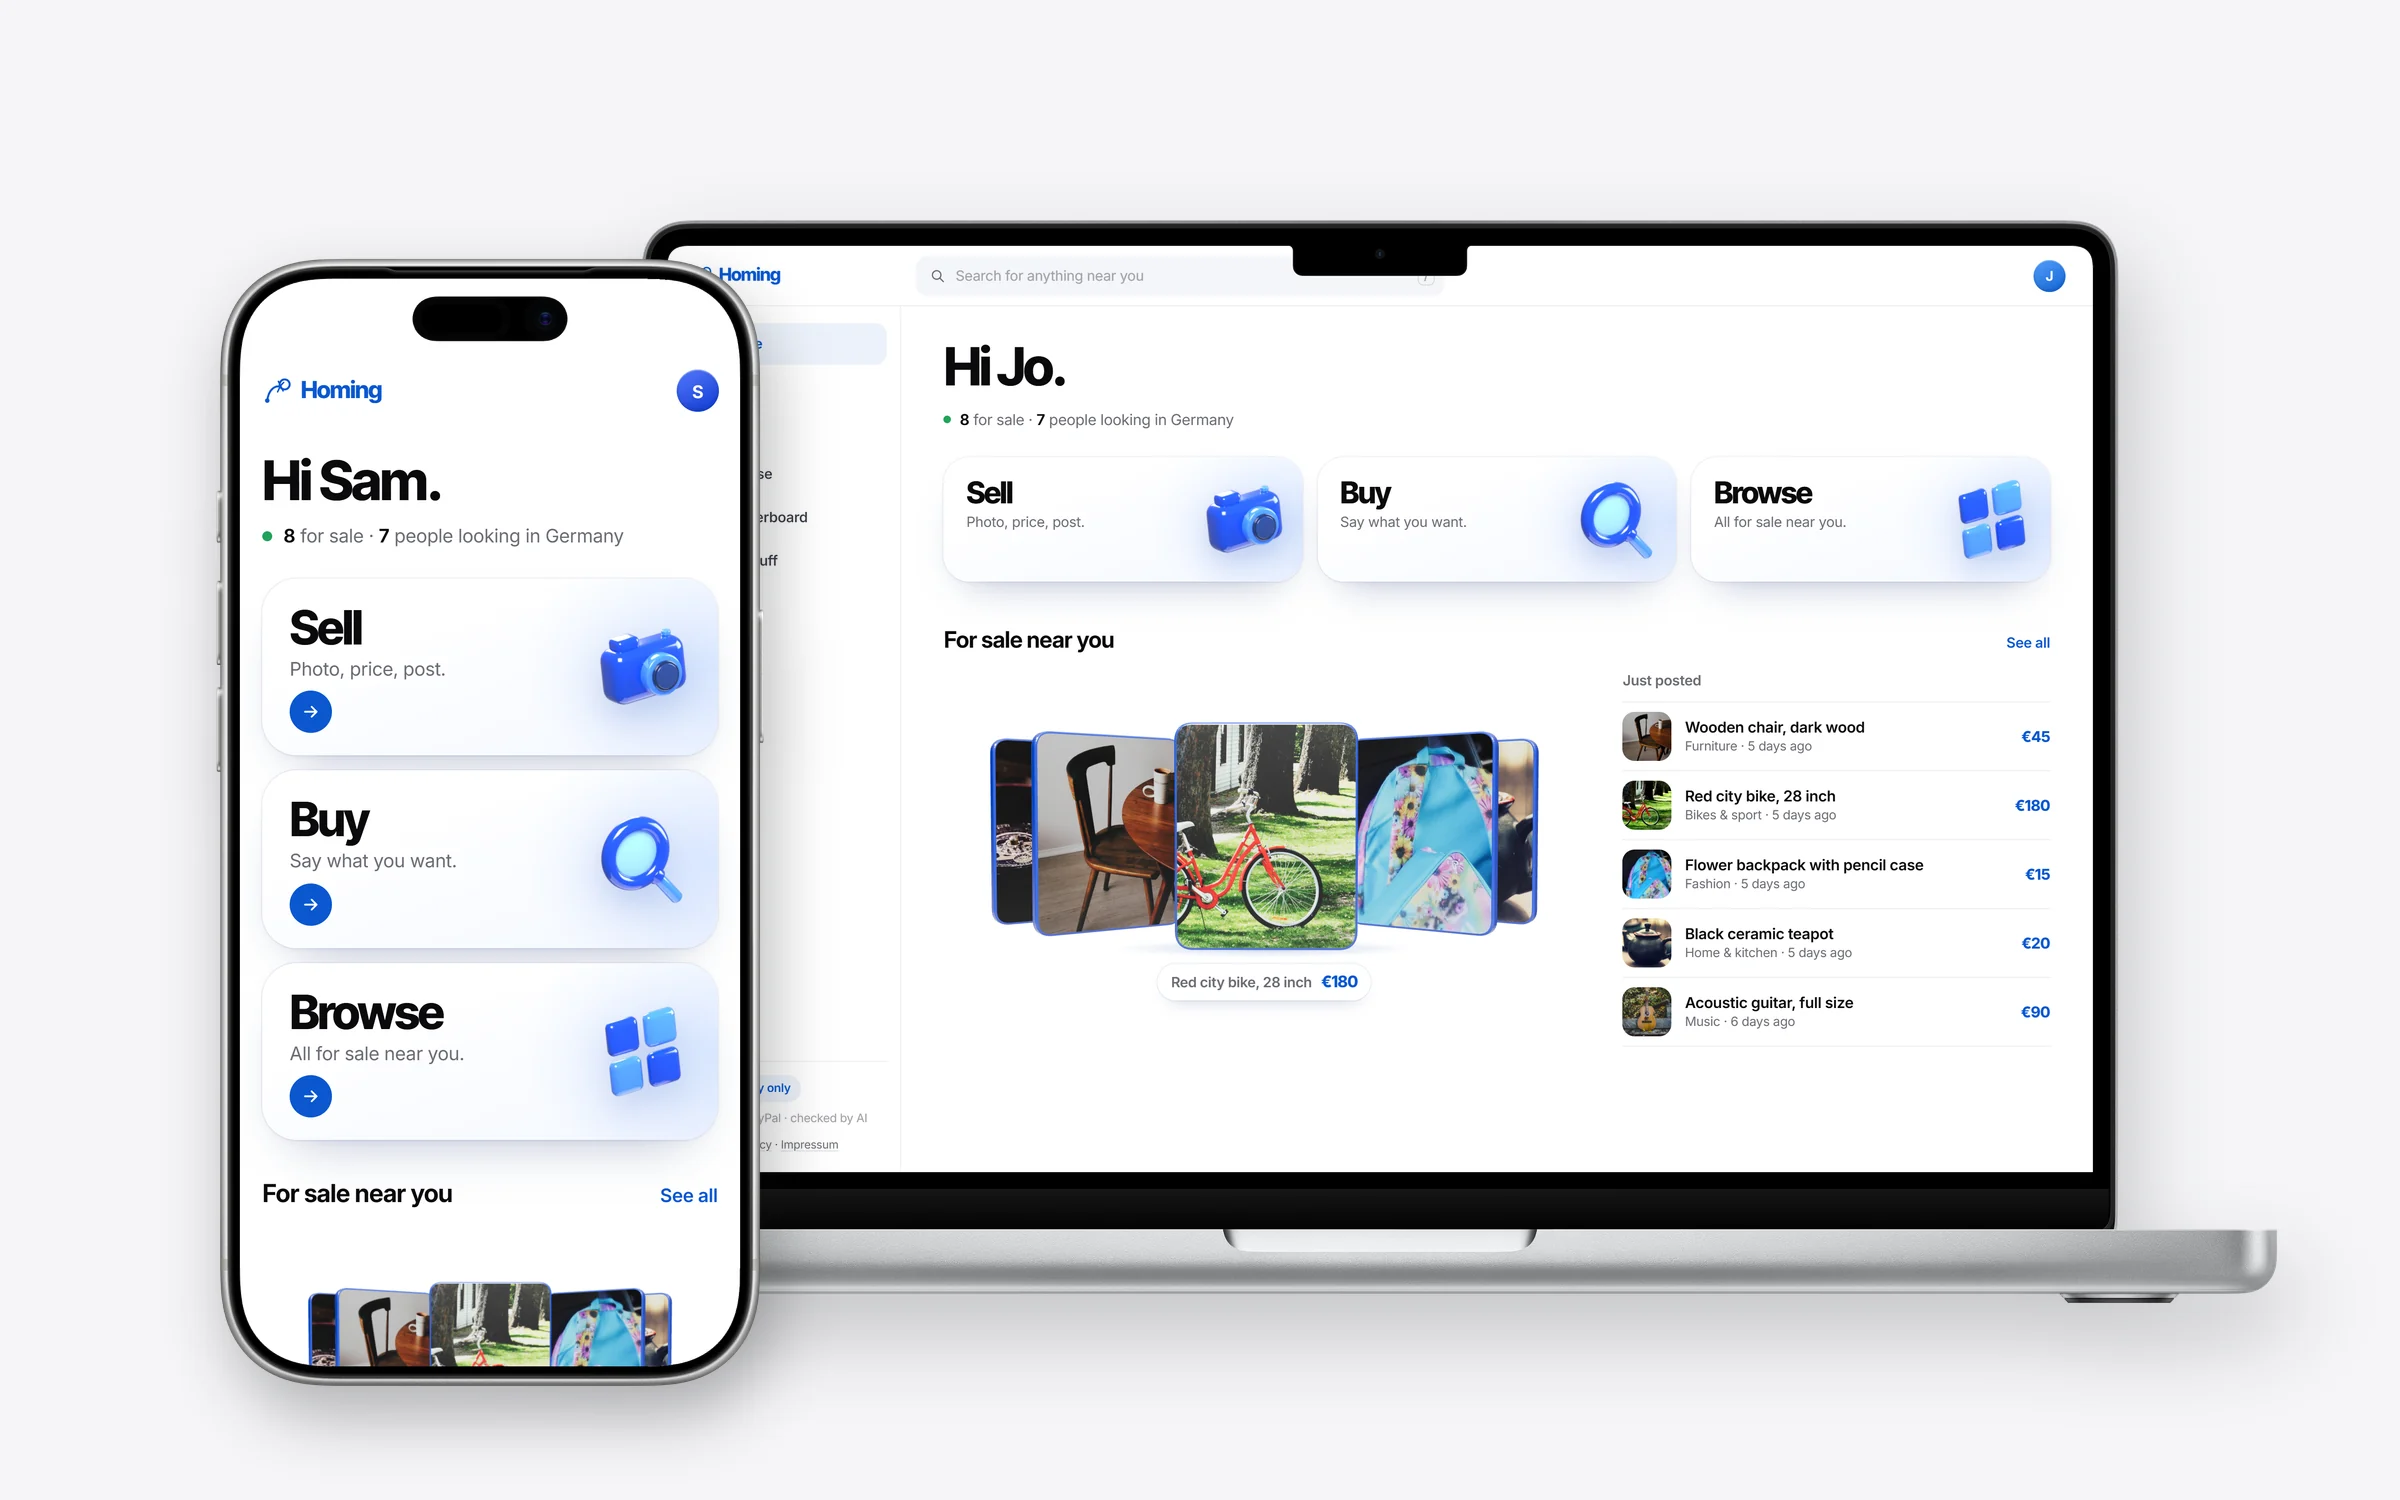 Homing
S
Hi Sam.
8 for sale · 7 people looking in Germany
Sell
Photo, price, post.
Buy
Say what you want.
Browse
All for sale near you.
For sale near you
See all
Homing
Search for anything near you
J
Hi Jo.
8 for sale · 7 people looking in Germany
Sell
Photo, price, post.
Buy
Say what you want.
Browse
All for sale near you.
For sale near you
See all
Just posted
Wooden chair, dark wood
Furniture · 5 days ago
€45
Red city bike, 28 inch
Bikes & sport · 5 days ago
€180
Flower backpack with pencil case
Fashion · 5 days ago
€15
Black ceramic teapot
Home & kitchen · 5 days ago
€20
Acoustic guitar, full size
Music · 6 days ago
€90
Red city bike, 28 inch €180
only
· checked by AI
· Impressum